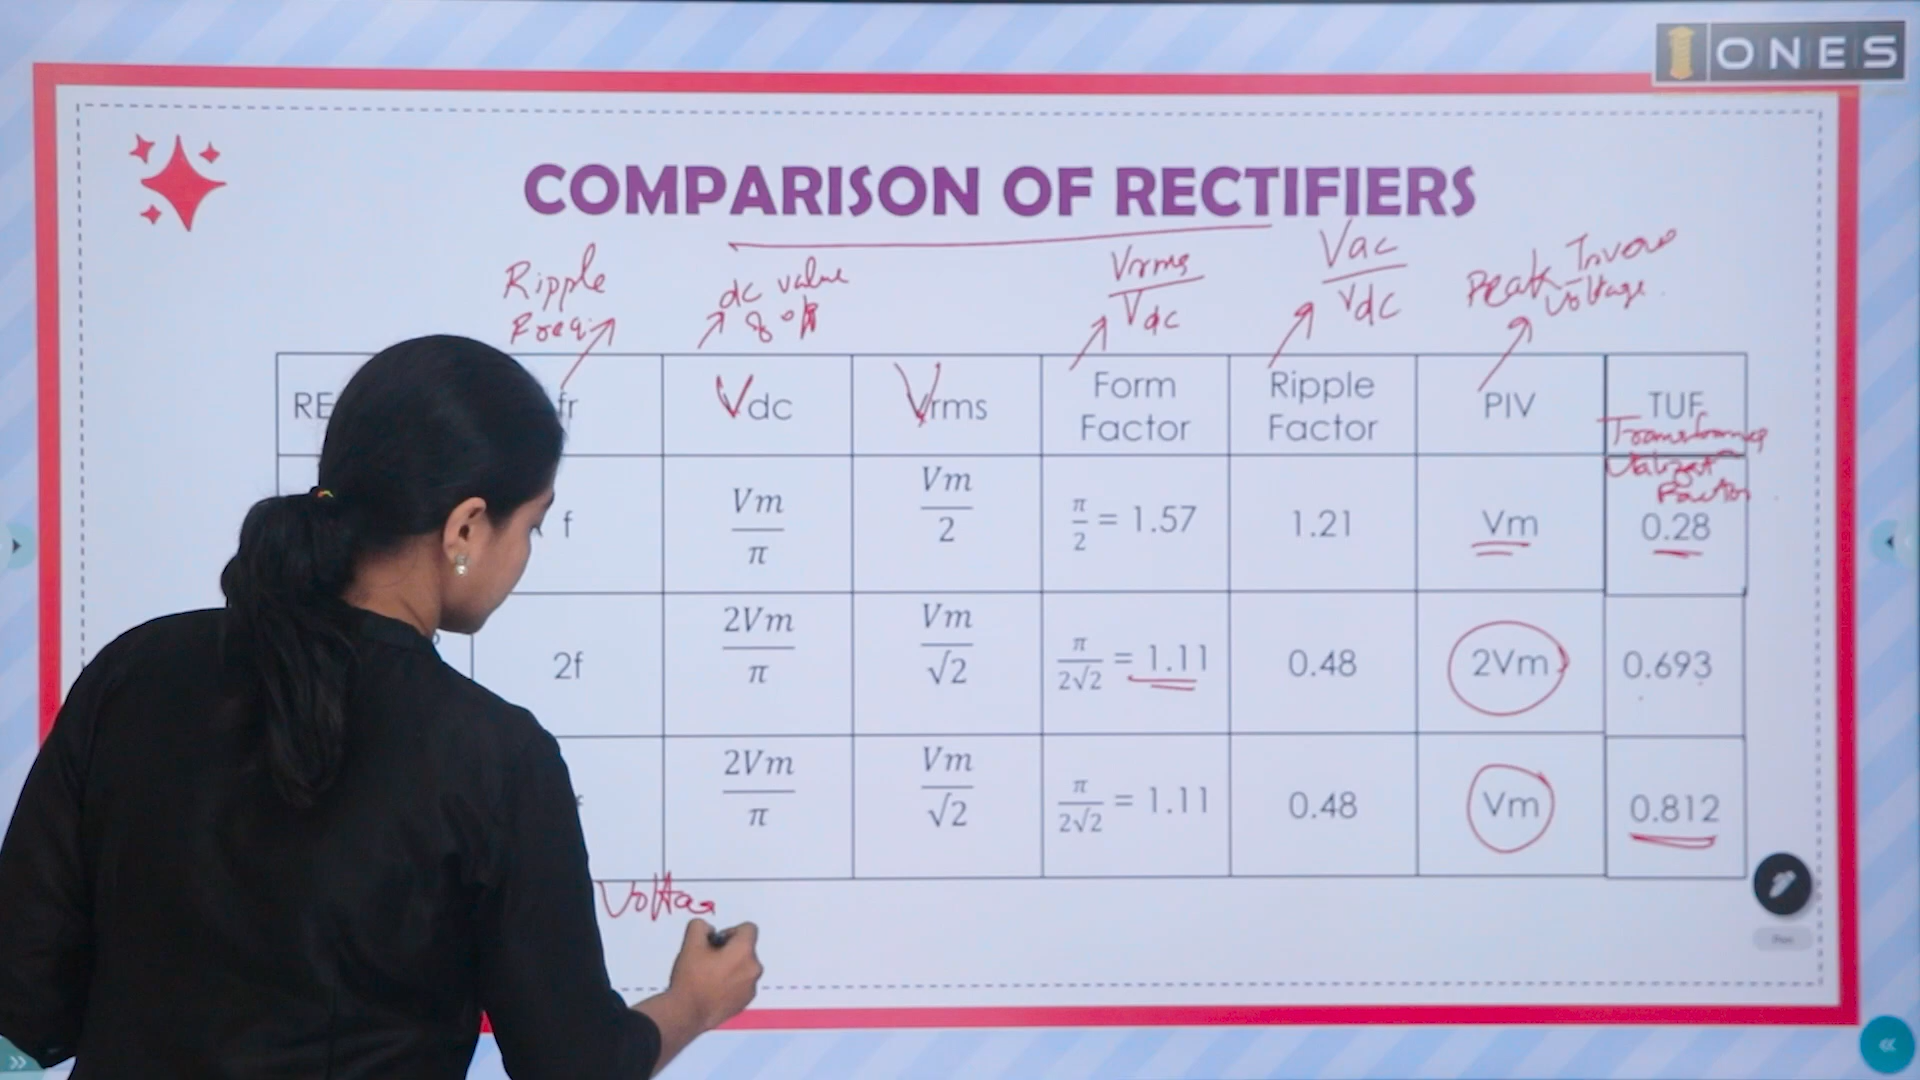 ONES
COMPARISON OF RECTIFIERS
Ripple
Freq.
dc value
Vrms
Vdc
Vac
Vdc
Peak Inverse
Voltage
RE
fr
Vdc
Vrms
Form
Factor
Ripple
Factor
PIV
TUF
Transformer
Factor
f
Vm
π
Vm
2
π/2 = 1.57
1.21
Vm
0.28
2f
2Vm
π
Vm
√2
π/2√2 = 1.11
0.48
2Vm
0.693
2Vm
π
Vm
√2
π/2√2 = 1.11
0.48
Vm
0.812
Pen